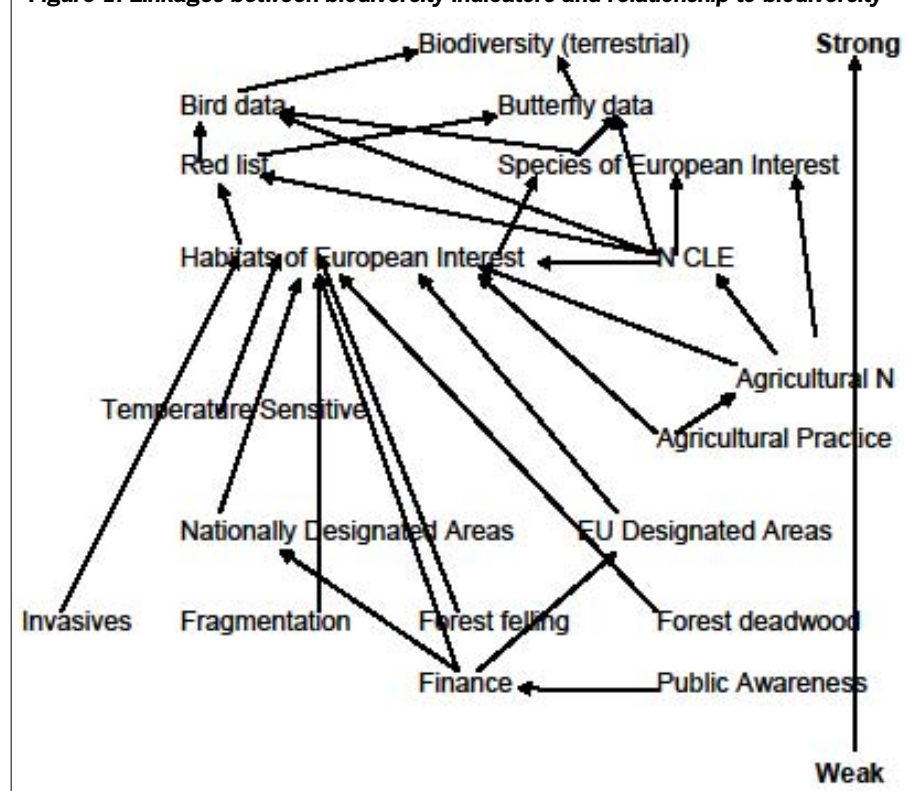 Figure 1: Linkages between biodiversity indicators and relationship to biodiversity
Biodiversity (terrestrial) Strong
Bird data Butterfly data
Red list Species of European Interest
Habitats of European Interest N CLE
Agricultural N
Temperature Sensitive
Agricultural Practice
Nationally Designated Areas EU Designated Areas
Invasives Fragmentation Forest felling Forest deadwood
Finance Public Awareness
Weak